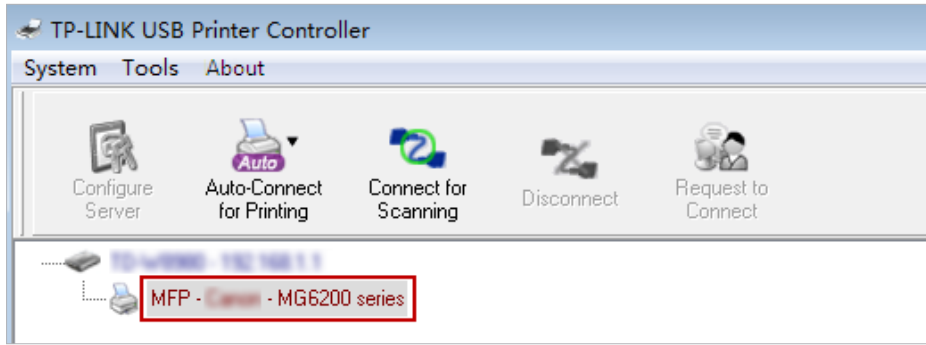 TP-LINK USB Printer Controller
System Tools About
Auto
Configure Server
Auto-Connect for Printing
Connect for Scanning
Disconnect
Request to Connect
MFP - - MG6200 series